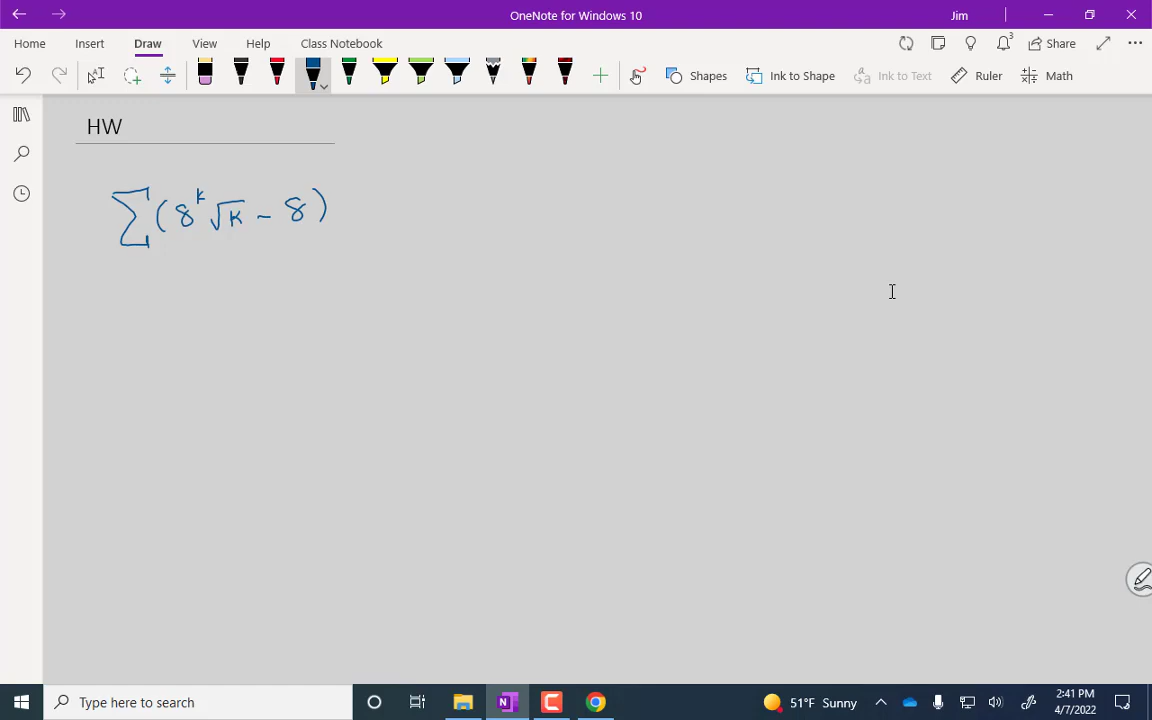 OneNote for Windows 10
Jim
Home Insert Draw View Help Class Notebook Share
Shapes Ink to Shape Ink to Text Ruler Math
HW
∑(8^k √k − 8)
Type here to search
51°F Sunny
2:41 PM
4/7/2022